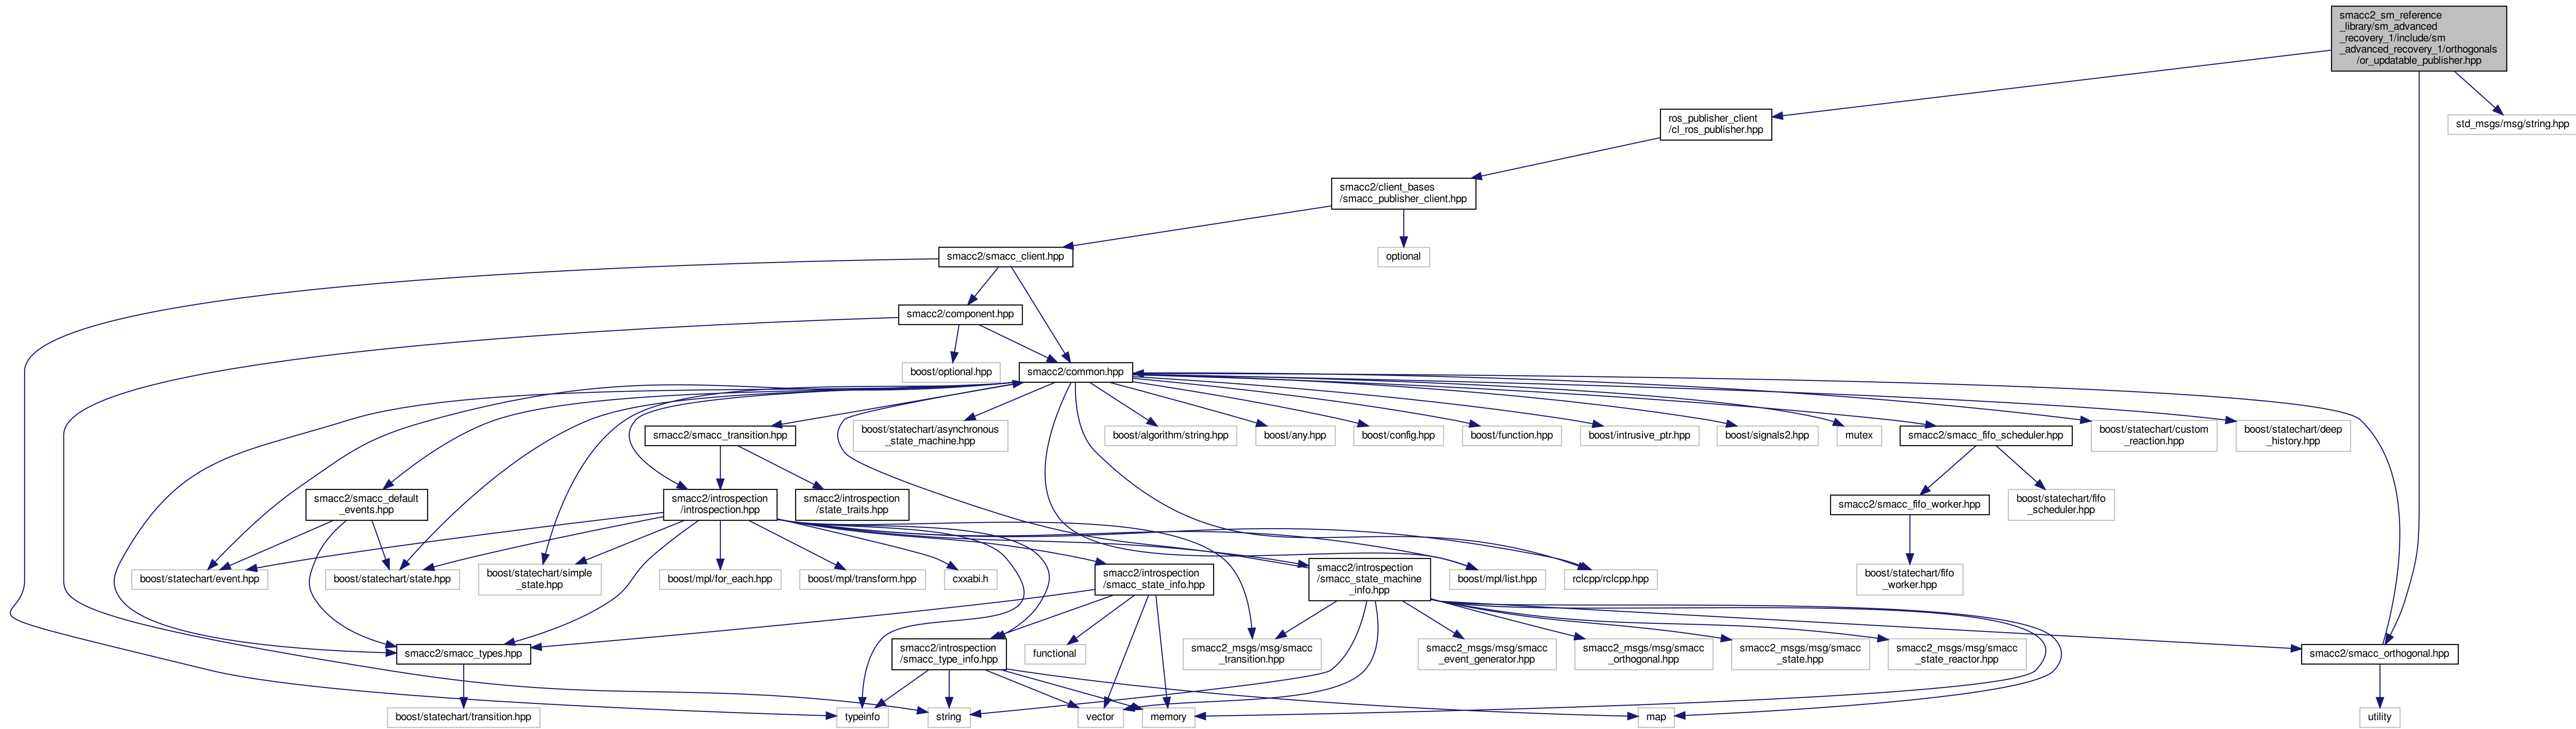 smacc2_sm_reference
_library/sm_advanced
_recovery_1/include/sm
_advanced_recovery_1/orthogonals
/or_updatable_publisher.hpp
ros_publisher_client
/cl_ros_publisher.hpp
std_msgs/msg/string.hpp
smacc2/client_bases
/smacc_publisher_client.hpp
smacc2/smacc_client.hpp
optional
smacc2/component.hpp
boost/optional.hpp
smacc2/common.hpp
smacc2/smacc_transition.hpp
boost/statechart/asynchronous
_state_machine.hpp
boost/algorithm/string.hpp
boost/any.hpp
boost/config.hpp
boost/function.hpp
boost/intrusive_ptr.hpp
boost/signals2.hpp
mutex
smacc2/smacc_fifo_scheduler.hpp
boost/statechart/custom
_reaction.hpp
boost/statechart/deep
_history.hpp
smacc2/smacc_default
_events.hpp
smacc2/introspection
/introspection.hpp
smacc2/introspection
/state_traits.hpp
smacc2/smacc_fifo_worker.hpp
boost/statechart/fifo
_scheduler.hpp
boost/statechart/event.hpp
boost/statechart/state.hpp
boost/statechart/simple
_state.hpp
boost/mpl/for_each.hpp
boost/mpl/transform.hpp
cxxabi.h
smacc2/introspection
/smacc_state_info.hpp
smacc2/introspection
/smacc_state_machine
_info.hpp
boost/mpl/list.hpp
rclcpp/rclcpp.hpp
boost/statechart/fifo
_worker.hpp
smacc2/smacc_types.hpp
smacc2/introspection
/smacc_type_info.hpp
functional
smacc2_msgs/msg/smacc
_transition.hpp
smacc2_msgs/msg/smacc
_event_generator.hpp
smacc2_msgs/msg/smacc
_orthogonal.hpp
smacc2_msgs/msg/smacc
_state.hpp
smacc2_msgs/msg/smacc
_state_reactor.hpp
smacc2/smacc_orthogonal.hpp
boost/statechart/transition.hpp
typeinfo
string
vector
memory
map
utility